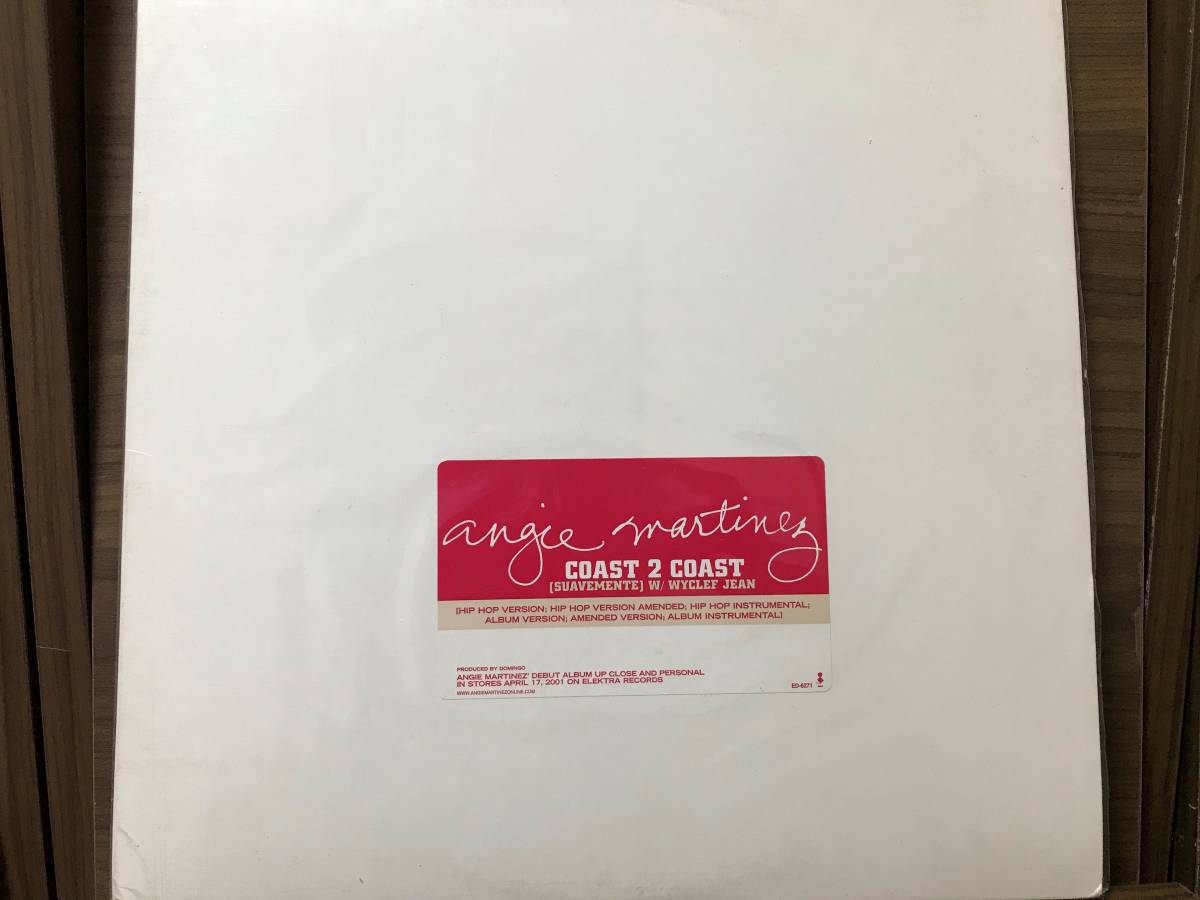 angie martinez
COAST 2 COAST
(SUAVEMENTE) W/ WYCLEF JEAN
[HIP HOP VERSION; HIP HOP VERSION AMENDED; HIP HOP INSTRUMENTAL;
ALBUM VERSION; AMENDED VERSION; ALBUM INSTRUMENTAL]
PRODUCED BY DOMINGO
ANGIE MARTINEZ' DEBUT ALBUM UP CLOSE AND PERSONAL
IN STORES APRIL 17, 2001 ON ELEKTRA RECORDS
WWW.ANGIEMARTINEZONLINE.COM
ED-6271